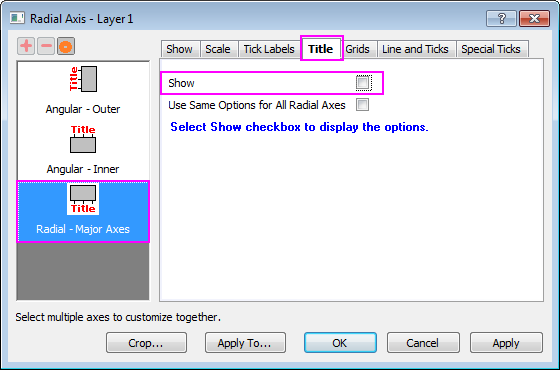 Radial Axis - Layer1
?
Show Scale Tick Labels Title Grids Line and Ticks Special Ticks
Title
Angular - Outer
Title
Angular - Inner
Title
Radial - Major Axes
Show
Use Same Options for All Radial Axes
Select Show checkbox to display the options.
Select multiple axes to customize together.
Crop... Apply To... OK Cancel Apply